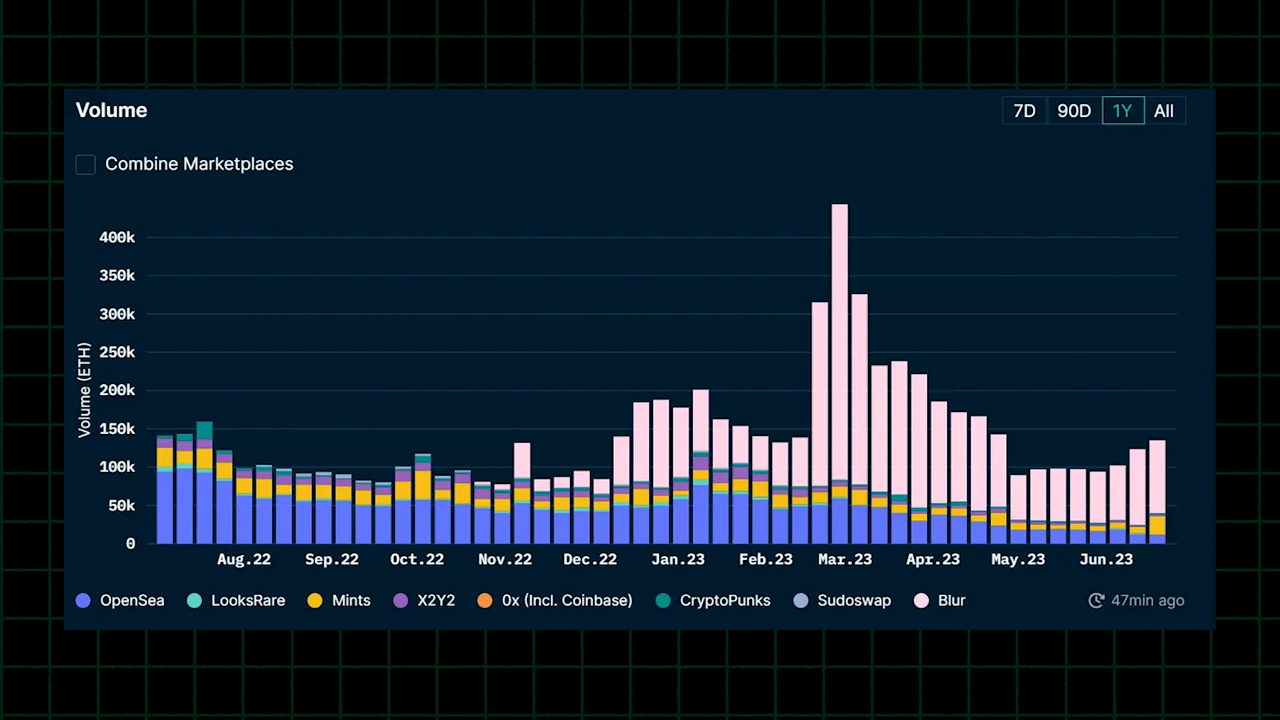 Volume
7D 90D 1Y All
Combine Marketplaces
Volume (ETH)
400k
350k
300k
250k
200k
150k
100k
50k
0
Aug.22 Sep.22 Oct.22 Nov.22 Dec.22 Jan.23 Feb.23 Mar.23 Apr.23 May.23 Jun.23
OpenSea LooksRare Mints X2Y2 0x (Incl. Coinbase) CryptoPunks Sudoswap Blur 47min ago